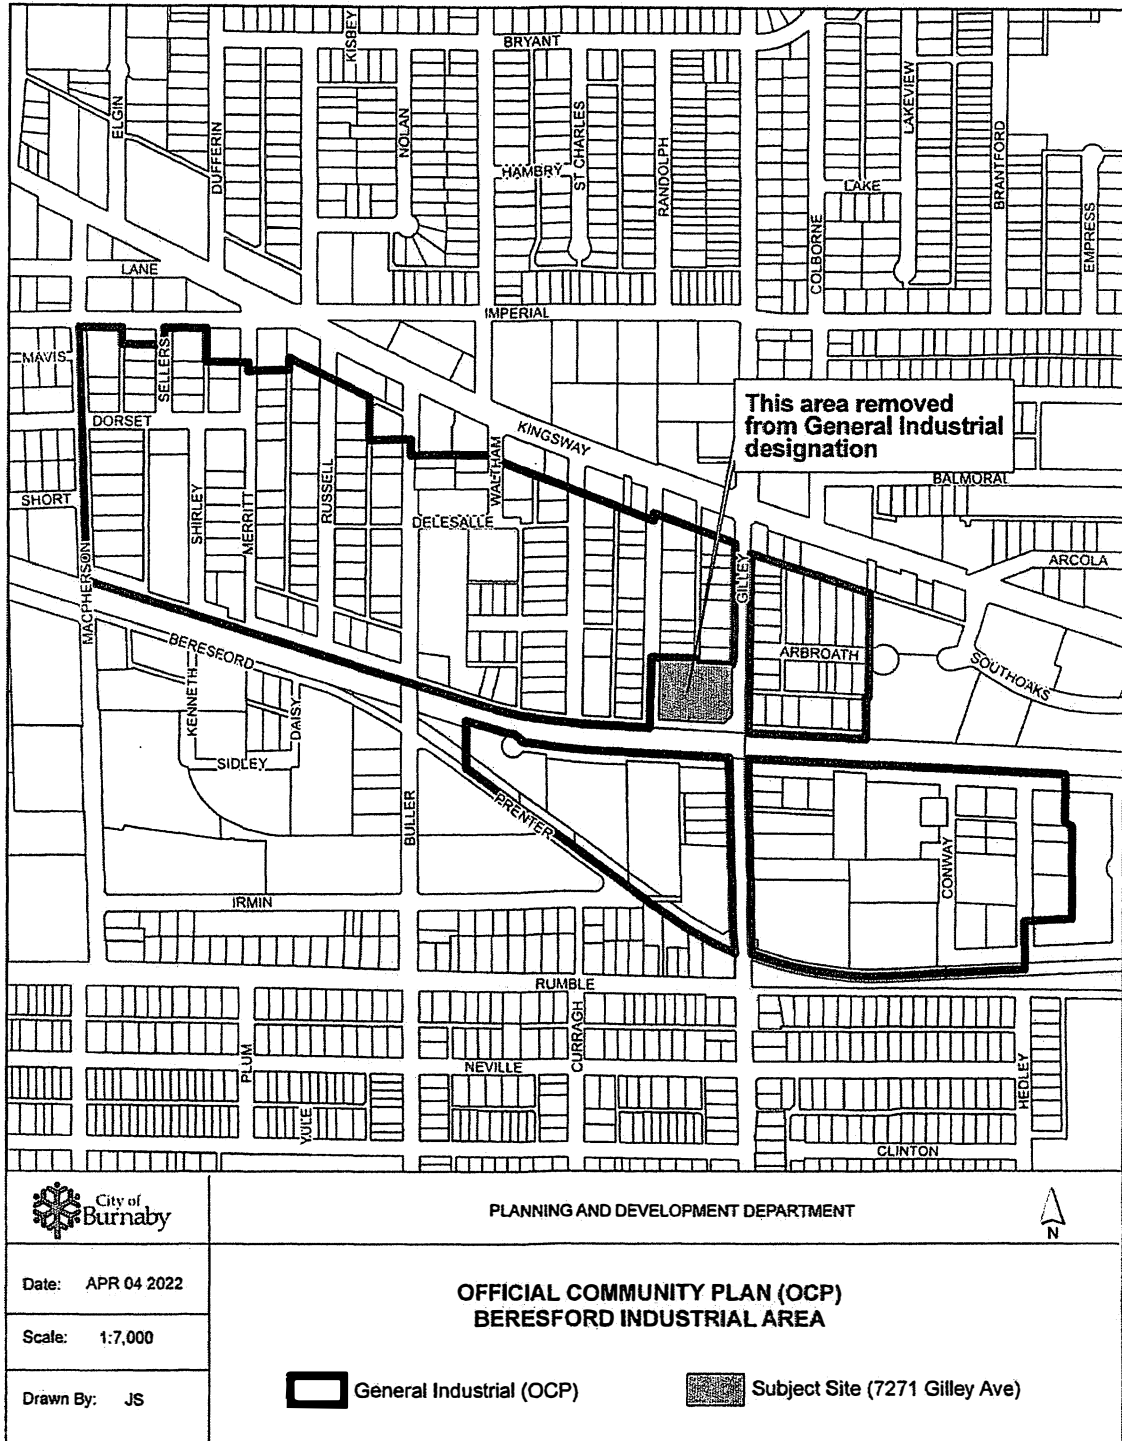 KISBEY
BRYANT
ELGIN
DUFFERIN
NOLAN
ST CHARLES
RANDOLPH
LAKEVIEW
BRANTFORD
HAMBRY
LAKE
COLBORNE
EMPRESS
LANE
IMPERIAL
MAVIS
SELLERS
This area removed
from General Industrial
designation
DORSET
KINGSWAY
WALTHAM
BALMORAL
SHORT
SHIRLEY
MERRITT
RUSSELL
DELESALLE
MACPHERSON
GILLEY
ARCOLA
BERESFORD
ARBROATH
SOUTHOAKS
KENNETH
DAISY
SIDLEY
BULLER
PRENTER
CONWAY
IRMIN
RUMBLE
CURRAGH
PLUM
NEVILLE
HEDLEY
YULE
CLINTON
City of
Burnaby
PLANNING AND DEVELOPMENT DEPARTMENT
N
Date: APR 04 2022
OFFICIAL COMMUNITY PLAN (OCP)
BERESFORD INDUSTRIAL AREA
Scale: 1:7,000
General Industrial (OCP)
Subject Site (7271 Gilley Ave)
Drawn By: JS